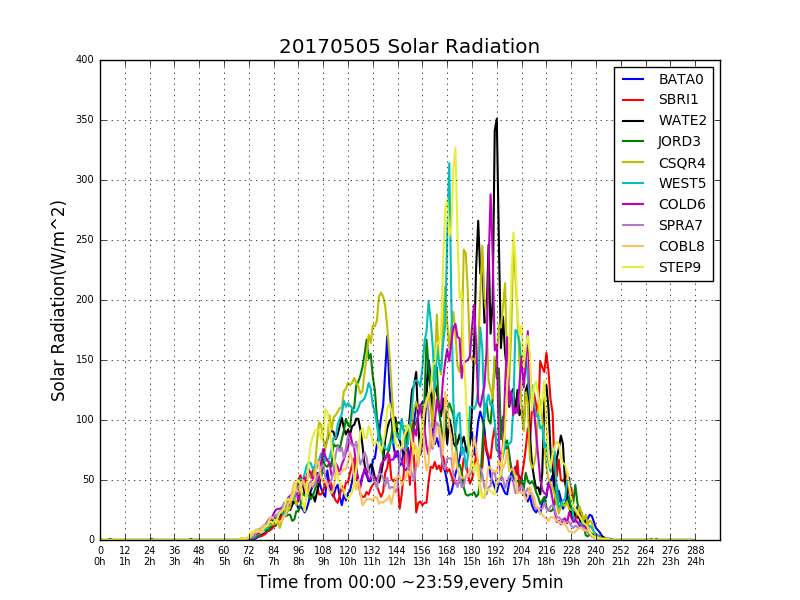 20170505 Solar Radiation
400
350
300
250
200
150
100
50
0
Solar Radiation(W/m^2)
BATA0
SBRI1
WATE2
JORD3
CSQR4
WEST5
COLD6
SPRA7
COBL8
STEP9
0 12 24 36 48 60 72 84 96 108 120 132 144 156 168 180 192 204 216 228 240 252 264 276 288
0h 1h 2h 3h 4h 5h 6h 7h 8h 9h 10h 11h 12h 13h 14h 15h 16h 17h 18h 19h 20h 21h 22h 23h 24h
Time from 00:00 ~23:59,every 5min